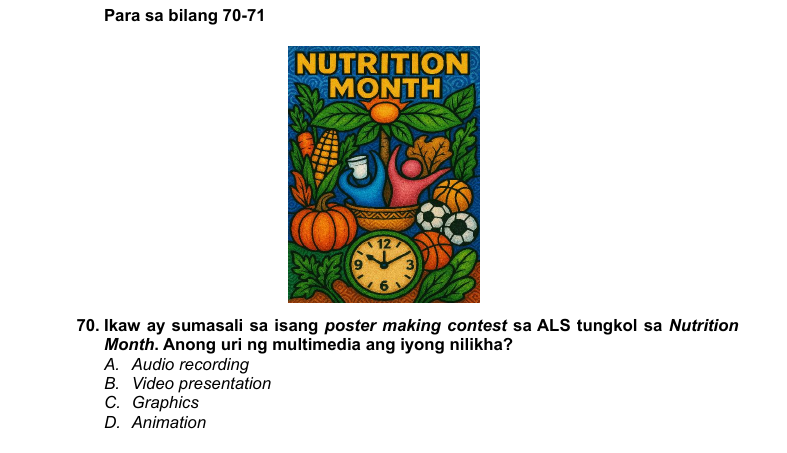 Para sa bilang 70-71
NUTRITION
MONTH
12
9 3
6
70. Ikaw ay sumasali sa isang poster making contest sa ALS tungkol sa Nutrition
Month. Anong uri ng multimedia ang iyong nilikha?
A. Audio recording
B. Video presentation
C. Graphics
D. Animation